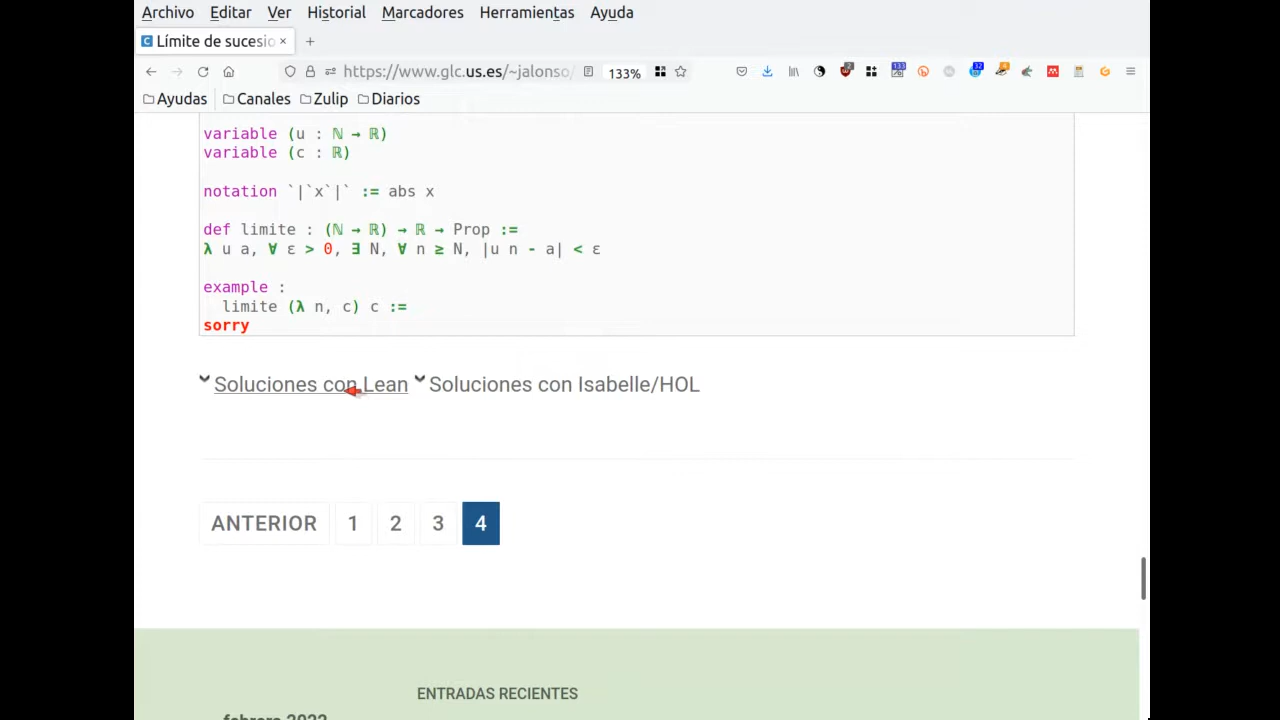 Archivo Editar Ver Historial Marcadores Herramientas Ayuda
Límite de sucesio × +
https://www.glc.us.es/~jalonso/ 133%
Ayudas Canales Zulip Diarios
variable (u : ℕ → ℝ)
variable (c : ℝ)
notation `|`x`|` := abs x
def limite : (ℕ → ℝ) → ℝ → Prop :=
λ u a, ∀ ε > 0, ∃ N, ∀ n ≥ N, |u n - a| < ε
example :
limite (λ n, c) c :=
sorry
Soluciones con Lean Soluciones con Isabelle/HOL
ANTERIOR 1 2 3 4
ENTRADAS RECIENTES
febrero 2022